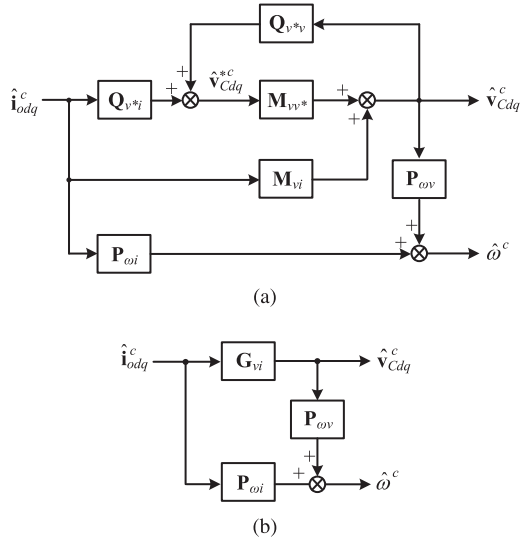 Q_{v*v}
+
î^c_{odq} Q_{v*i} + v̂^{*c}_{Cdq} M_{vv*} + v̂^c_{Cdq}
+
M_{vi} P_{ωv}
+
P_{ωi} + ω̂^c
(a)
î^c_{odq} G_{vi} v̂^c_{Cdq}
P_{ωv}
+
P_{ωi} + ω̂^c
(b)